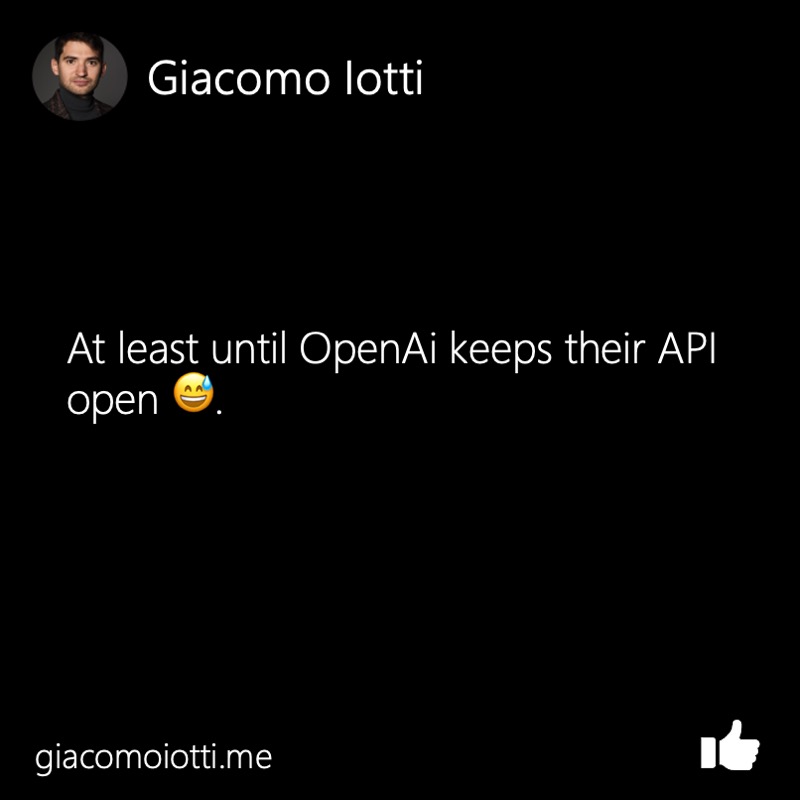 Giacomo Iotti
At least until OpenAi keeps their API
open 😅.
giacomoiotti.me